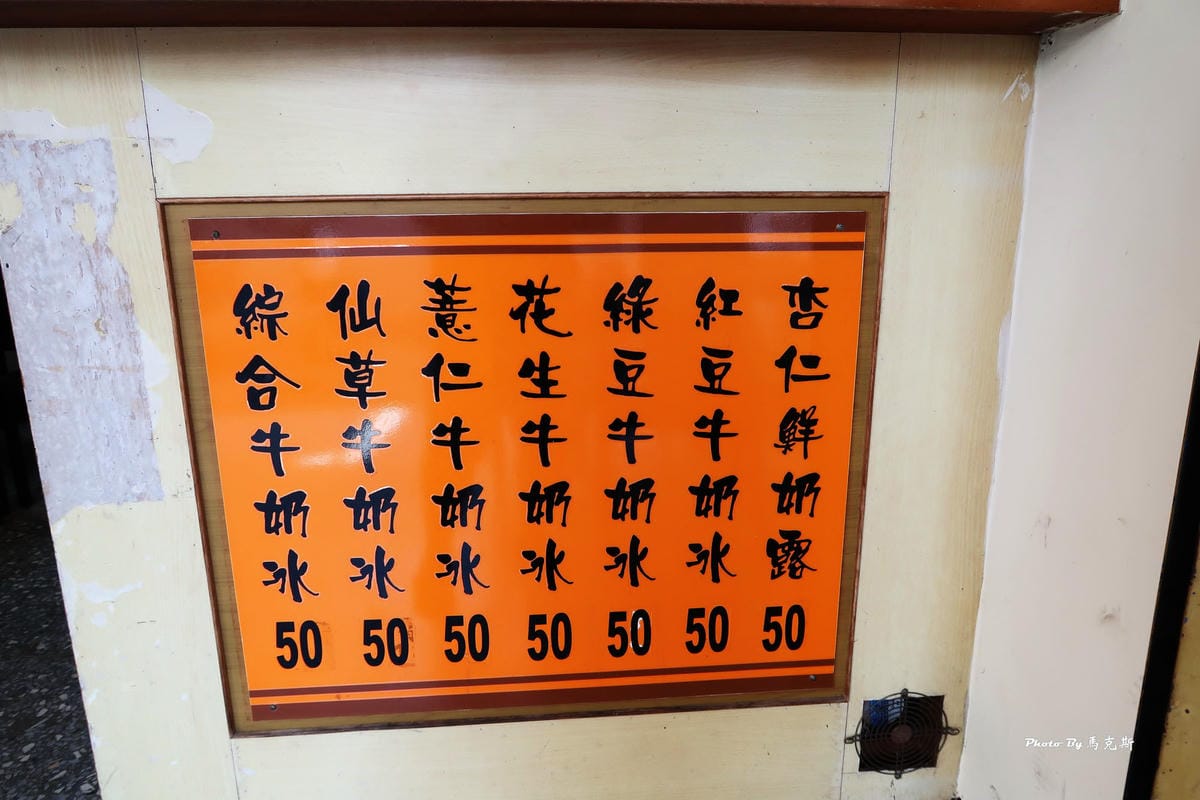 杏仁鮮奶露 50
紅豆牛奶冰 50
綠豆牛奶冰 50
花生牛奶冰 50
薏仁牛奶冰 50
仙草牛奶冰 50
綜合牛奶冰 50
Photo By 馬克斯